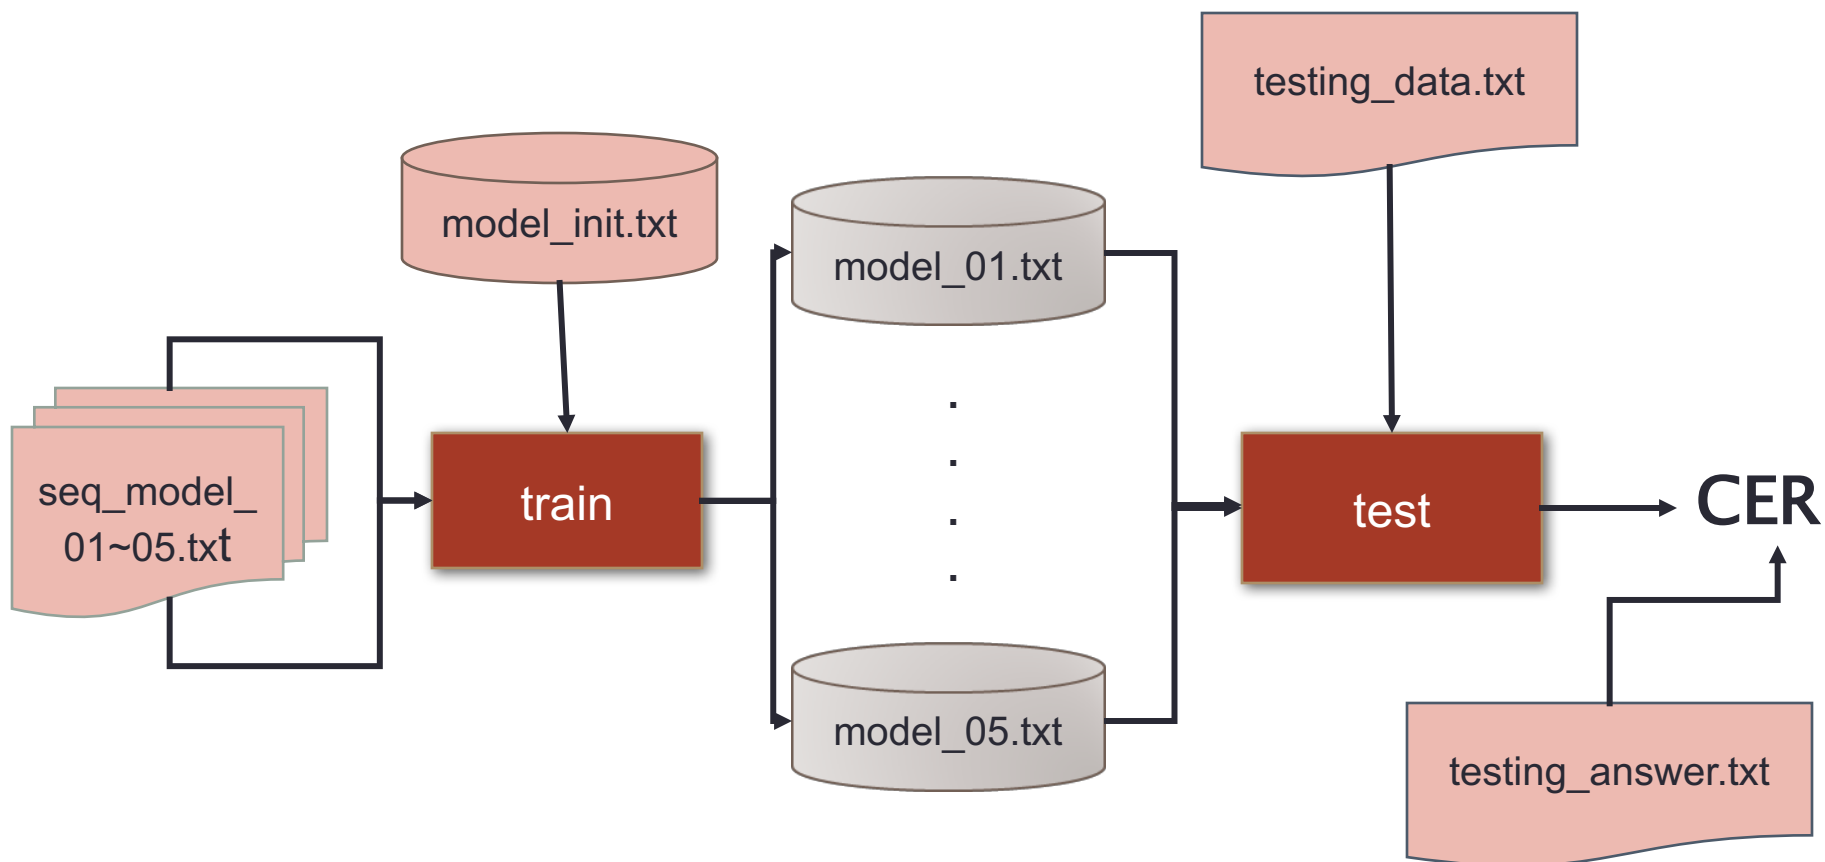 testing_data.txt
model_init.txt
model_01.txt
seq_model_
01~05.txt
train
test
CER
model_05.txt
testing_answer.txt